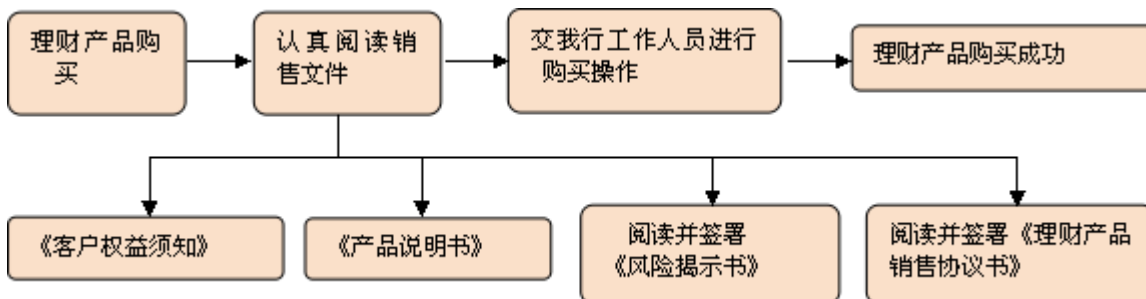 理财产品购
买
认真阅读销
售文件
交我行工作人员进行
购买操作
理财产品购买成功
《客户权益须知》
《产品说明书》
阅读并签署
《风险揭示书》
阅读并签署《理财产品
销售协议书》